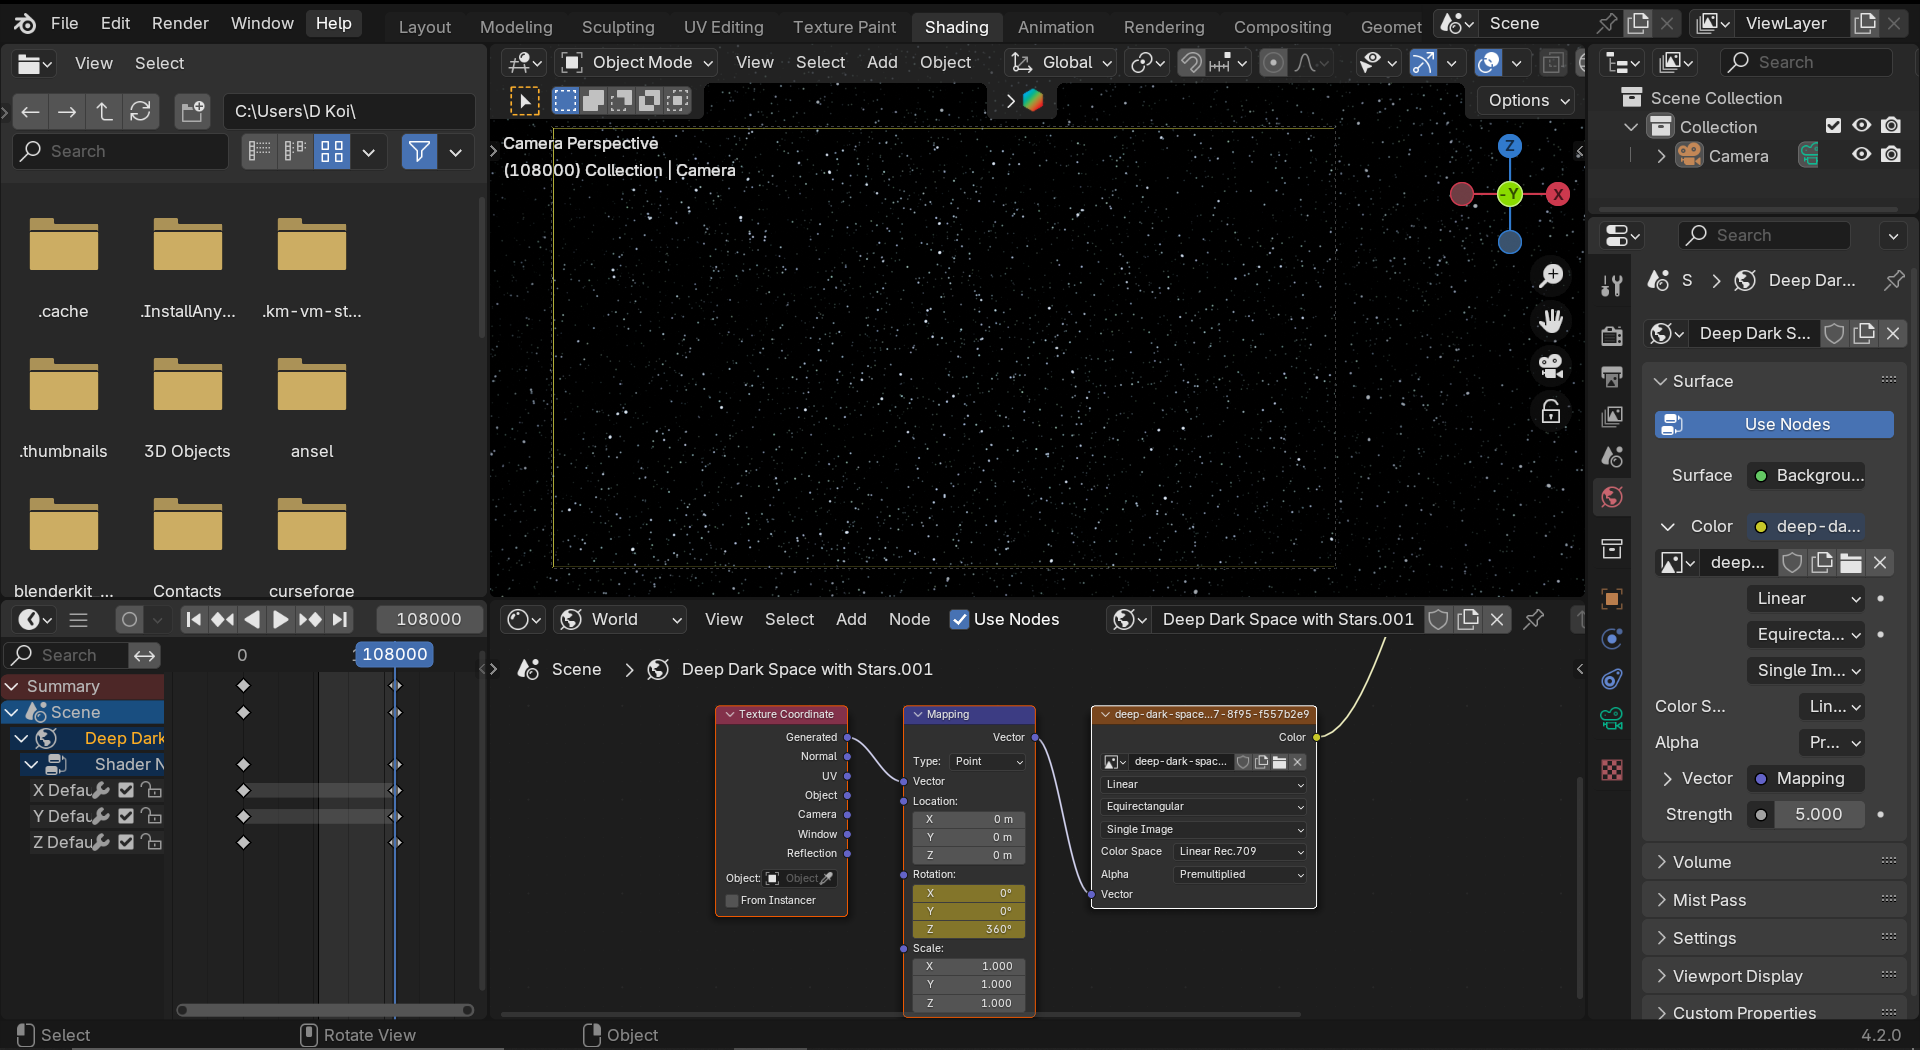 File Edit Render Window Help Layout Modeling Sculpting UV Editing Texture Paint Shading Animation Rendering Compositing Geomet Scene ViewLayer
View Select
C:\Users\D Koi\
Search
.cache .InstallAny... .km-vm-st...
.thumbnails 3D Objects ansel
blenderkit_... Contacts curseforge
Object Mode View Select Add Object Global
Options
Camera Perspective
(108000) Collection | Camera
Z
-Y
X
Search
Scene Collection
Collection
Camera
Search
S Deep Dar...
Deep Dark S...
Surface
Use Nodes
Surface Backgrou...
Color deep-da...
deep...
Linear
Equirecta...
Single Im...
Color S... Lin...
Alpha Pr...
Vector Mapping
Strength 5.000
Volume
Mist Pass
Settings
Viewport Display
Custom Properties
108000
Search
0 108000
Summary
Scene
Deep Dark
Shader N
X Defau
Y Defau
Z Defau
World View Select Add Node Use Nodes Deep Dark Space with Stars.001
Scene Deep Dark Space with Stars.001
Texture Coordinate
Generated
Normal
UV
Object
Camera
Window
Reflection
Object: Object
From Instancer
Mapping
Vector
Type: Point
Vector
Location:
X 0 m
Y 0 m
Z 0 m
Rotation:
X 0°
Y 0°
Z 360°
Scale:
X 1.000
Y 1.000
Z 1.000
deep-dark-space...7-8f95-f557b2e9
Color
deep-dark-spac...
Linear
Equirectangular
Single Image
Color Space Linear Rec.709
Alpha Premultiplied
Vector
Select Rotate View Object 4.2.0